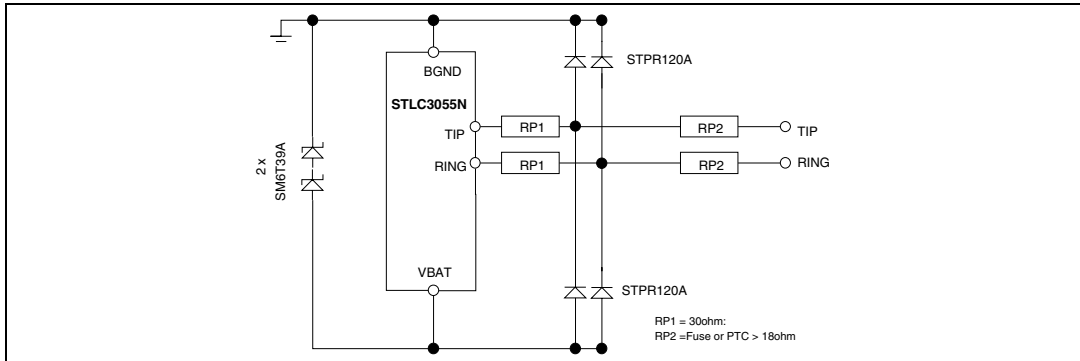 BGND
STPR120A
STLC3055N
TIP
RP1
RP2
TIP
RING
RP1
RP2
RING
2 x
SM6T39A
VBAT
STPR120A
RP1 = 30ohm:
RP2 =Fuse or PTC > 18ohm